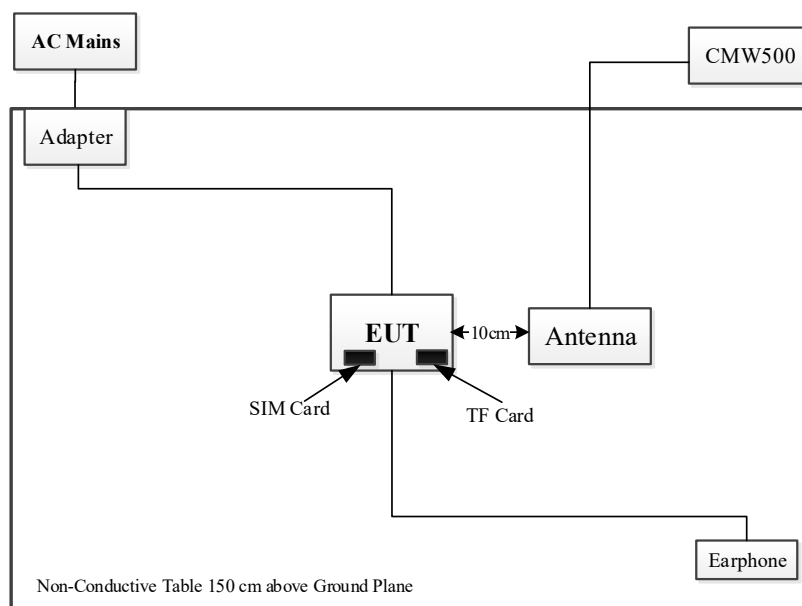 AC Mains
CMW500
Adapter
EUT
10cm
Antenna
SIM Card
TF Card
Earphone
Non-Conductive Table 150 cm above Ground Plane